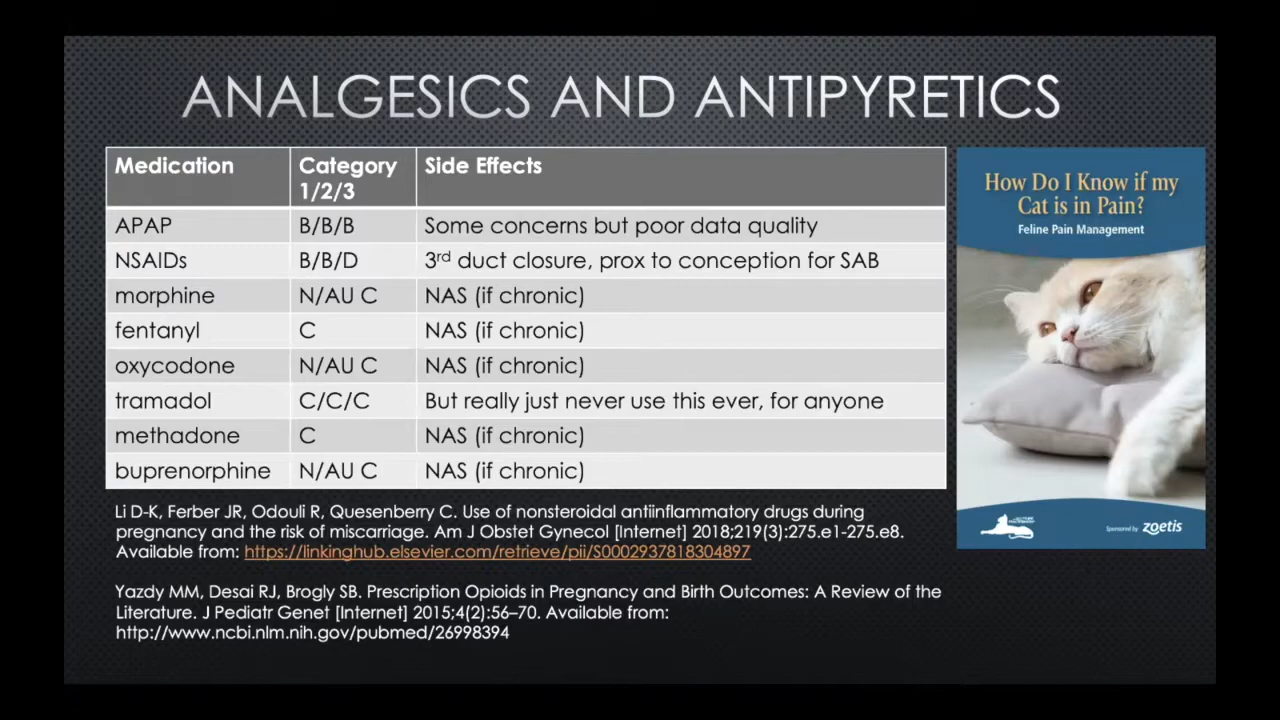 ANALGESICS AND ANTIPYRETICS
Medication Category 1/2/3 Side Effects
APAP B/B/B Some concerns but poor data quality
NSAIDs B/B/D 3rd duct closure, prox to conception for SAB
morphine N/AU C NAS (if chronic)
fentanyl C NAS (if chronic)
oxycodone N/AU C NAS (if chronic)
tramadol C/C/C But really just never use this ever, for anyone
methadone C NAS (if chronic)
buprenorphine N/AU C NAS (if chronic)
Li D-K, Ferber JR, Odouli R, Quesenberry C. Use of nonsteroidal antiinflammatory drugs during
pregnancy and the risk of miscarriage. Am J Obstet Gynecol [Internet] 2018;219(3):275.e1-275.e8.
Available from: https://linkinghub.elsevier.com/retrieve/pii/S0002937818304897
Yazdy MM, Desai RJ, Brogly SB. Prescription Opioids in Pregnancy and Birth Outcomes: A Review of the
Literature. J Pediatr Genet [Internet] 2015;4(2):56–70. Available from:
http://www.ncbi.nlm.nih.gov/pubmed/26998394
How Do I Know if my
Cat is in Pain?
Feline Pain Management
Sponsored by zoetis